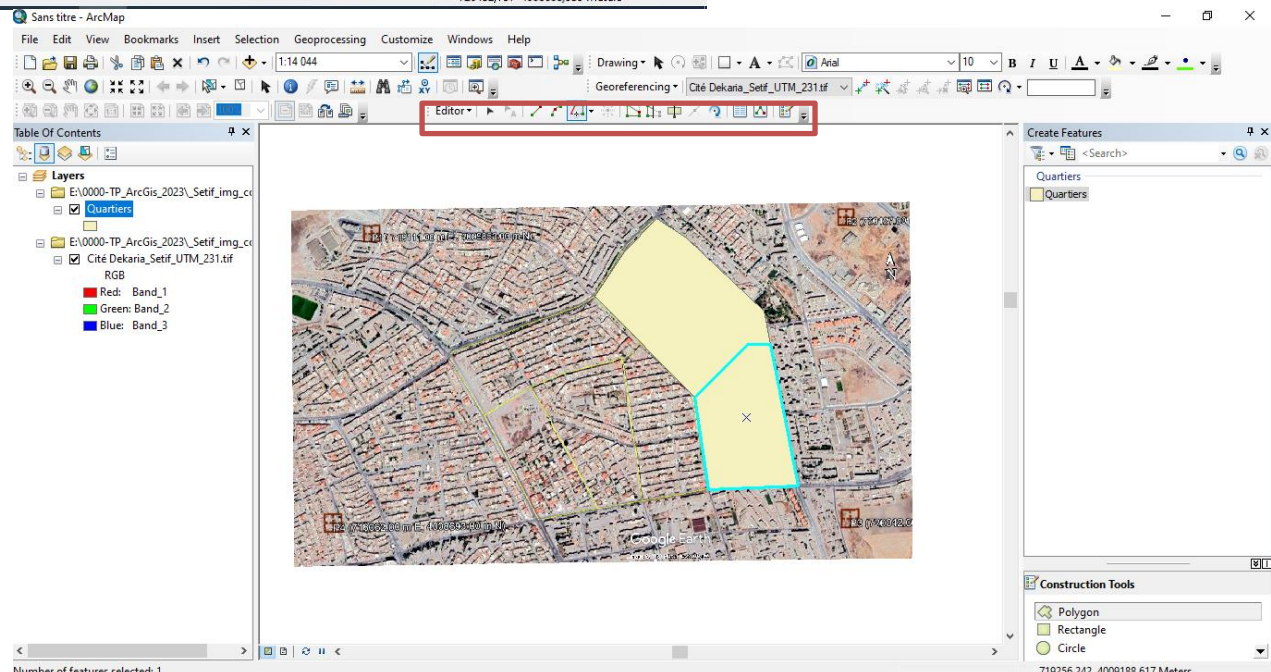 Sans titre - ArcMap
File Edit View Bookmarks Insert Selection Geoprocessing Customize Windows Help
1:14 044
Drawing
A
Arial
10
B I U A
Georeferencing
Cité Dekaria_Setif_UTM_231.tif
Editor
Table Of Contents
Create Features
<Search>
Layers
Quartiers
E:\0000-TP_ArcGis_2023\_Setif_img_cc
Quartiers
Quartiers
E:\0000-TP_ArcGis_2023\_Setif_img_cc
Cité Dekaria_Setif_UTM_231.tif
RGB
Red: Band_1
Green: Band_2
Blue: Band_3
N
Google Earth
Construction Tools
Polygon
Rectangle
Circle
Number of features selected: 1
719256,242 4009188,617 Meters